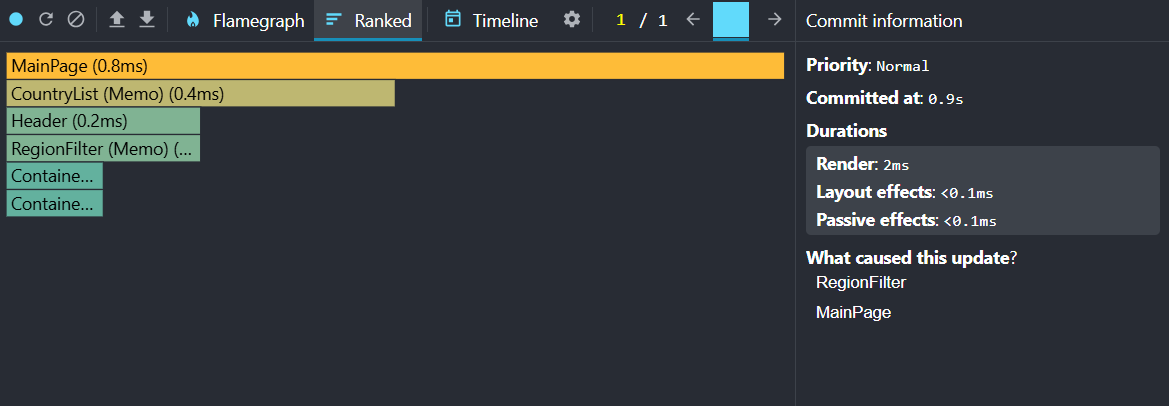 Flamegraph Ranked Timeline 1 / 1
MainPage (0.8ms)
CountryList (Memo) (0.4ms)
Header (0.2ms)
RegionFilter (Memo) (...
Containe...
Containe...
Commit information
Priority: Normal
Committed at: 0.9s
Durations
Render: 2ms
Layout effects: <0.1ms
Passive effects: <0.1ms
What caused this update?
RegionFilter
MainPage